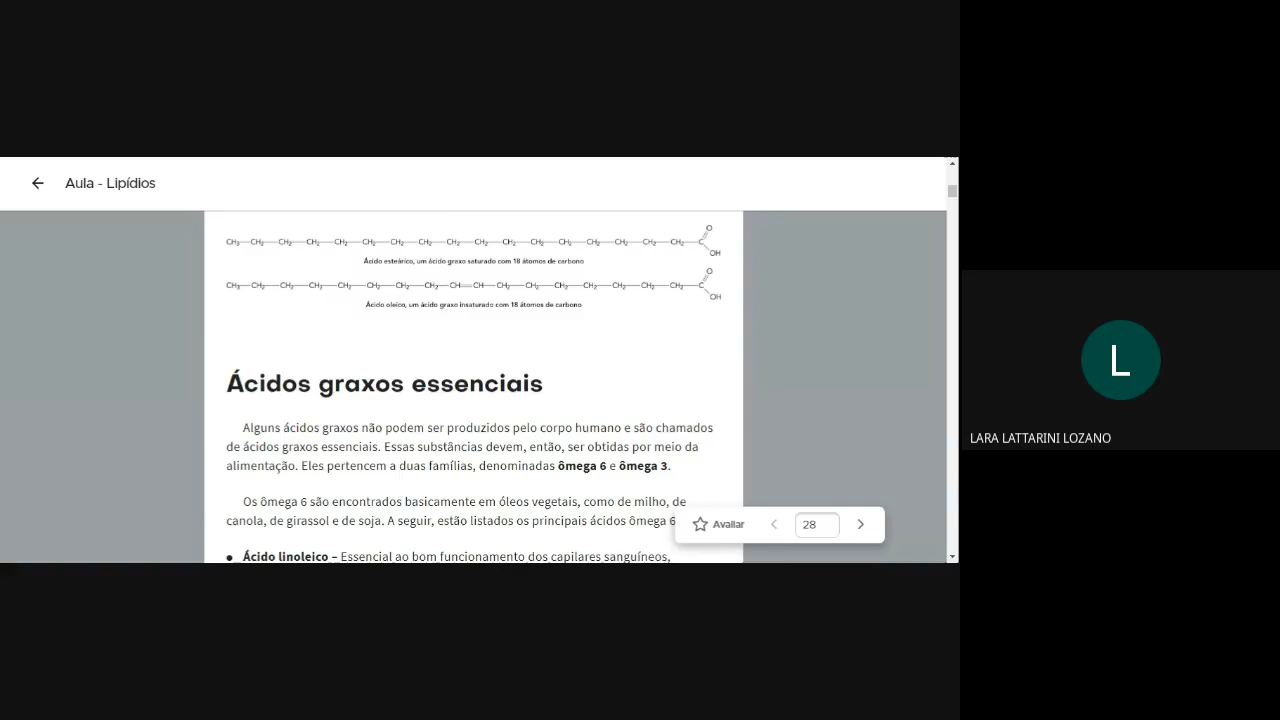 Aula - Lipídios
CH₃—CH₂—CH₂—CH₂—CH₂—CH₂—CH₂—CH₂—CH₂—CH₂—CH₂—CH₂—CH₂—CH₂—CH₂—CH₂—CH₂—C
O
OH
Ácido esteárico, um ácido graxo saturado com 18 átomos de carbono
CH₃—CH₂—CH₂—CH₂—CH₂—CH₂—CH₂—CH₂—CH=CH—CH₂—CH₂—CH₂—CH₂—CH₂—CH₂—CH₂—C
O
OH
Ácido oleico, um ácido graxo insaturado com 18 átomos de carbono
Ácidos graxos essenciais
Alguns ácidos graxos não podem ser produzidos pelo corpo humano e são chamados
de ácidos graxos essenciais. Essas substâncias devem, então, ser obtidas por meio da
alimentação. Eles pertencem a duas famílias, denominadas ômega 6 e ômega 3.
Os ômega 6 são encontrados basicamente em óleos vegetais, como de milho, de
canola, de girassol e de soja. A seguir, estão listados os principais ácidos ômega 6
• Ácido linoleico – Essencial ao bom funcionamento dos capilares sanguíneos,
Avaliar
28
L
LARA LATTARINI LOZANO